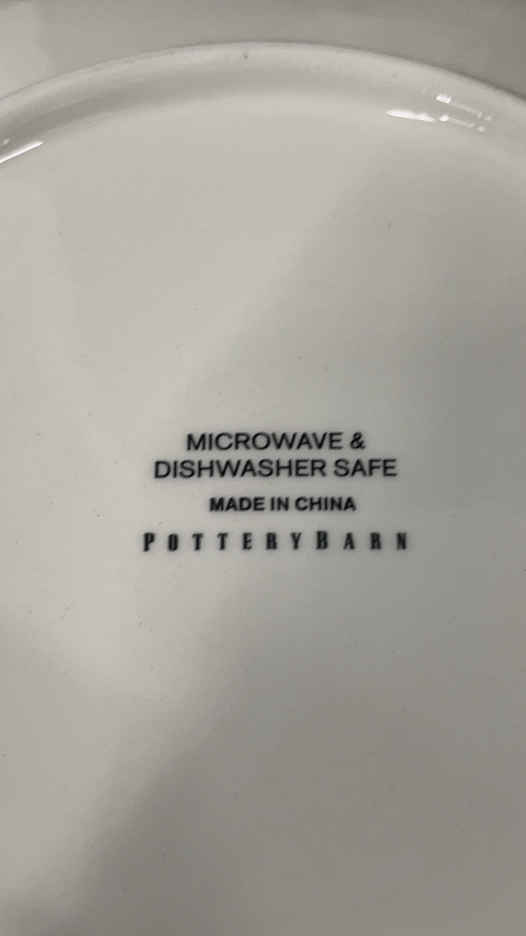 MICROWAVE &
DISHWASHER SAFE
MADE IN CHINA
POTTERYBARN